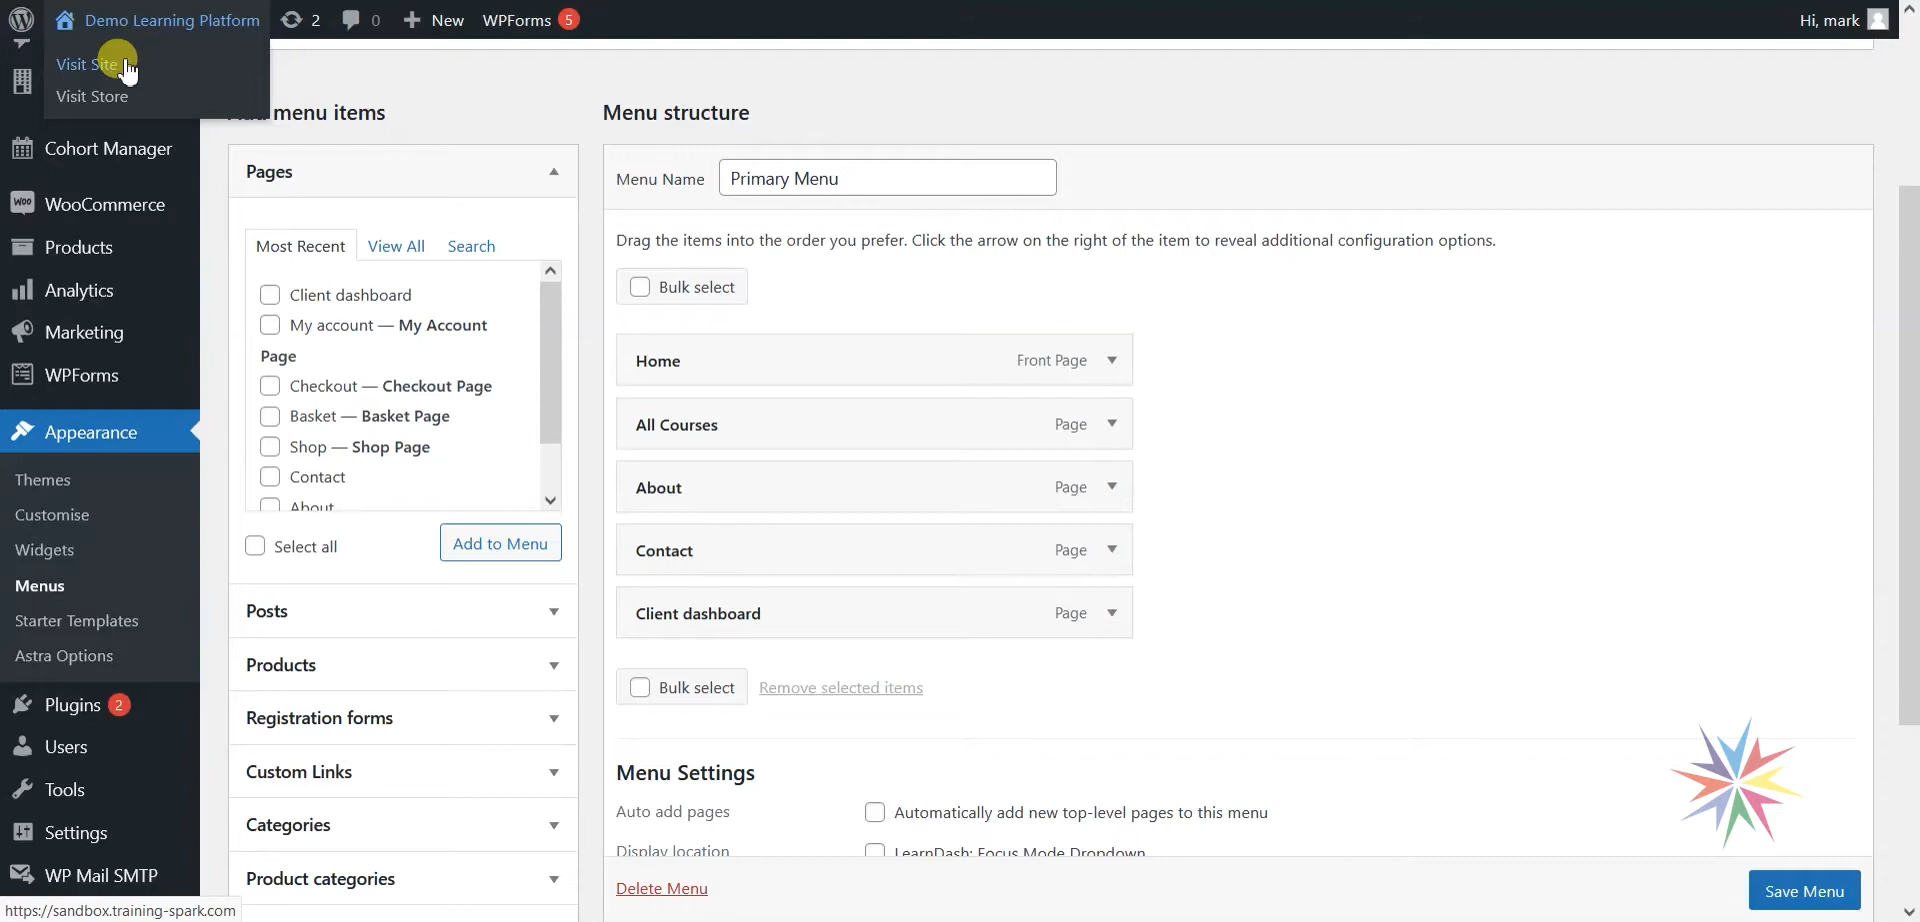 Demo Learning Platform
2
0
New
WPForms 5
Hi, mark
Visit Site
Visit Store
Cohort Manager
WOO WooCommerce
Products
Analytics
Marketing
WPForms
Appearance
Themes
Customise
Widgets
Menus
Starter Templates
Astra Options
Plugins 2
Users
Tools
Settings
WP Mail SMTP
https://sandbox.training-spark.com
menu items
Pages
Most Recent View All Search
Client dashboard
My account — My Account
Page
Checkout — Checkout Page
Basket — Basket Page
Shop — Shop Page
Contact
About
Select all
Add to Menu
Posts
Products
Registration forms
Custom Links
Categories
Product categories
Menu structure
Menu Name Primary Menu
Drag the items into the order you prefer. Click the arrow on the right of the item to reveal additional configuration options.
Bulk select
Home Front Page
All Courses Page
About Page
Contact Page
Client dashboard Page
Bulk select Remove selected items
Menu Settings
Auto add pages Automatically add new top-level pages to this menu
Display location LearnDash: Focus Mode Dropdown
Delete Menu
Save Menu